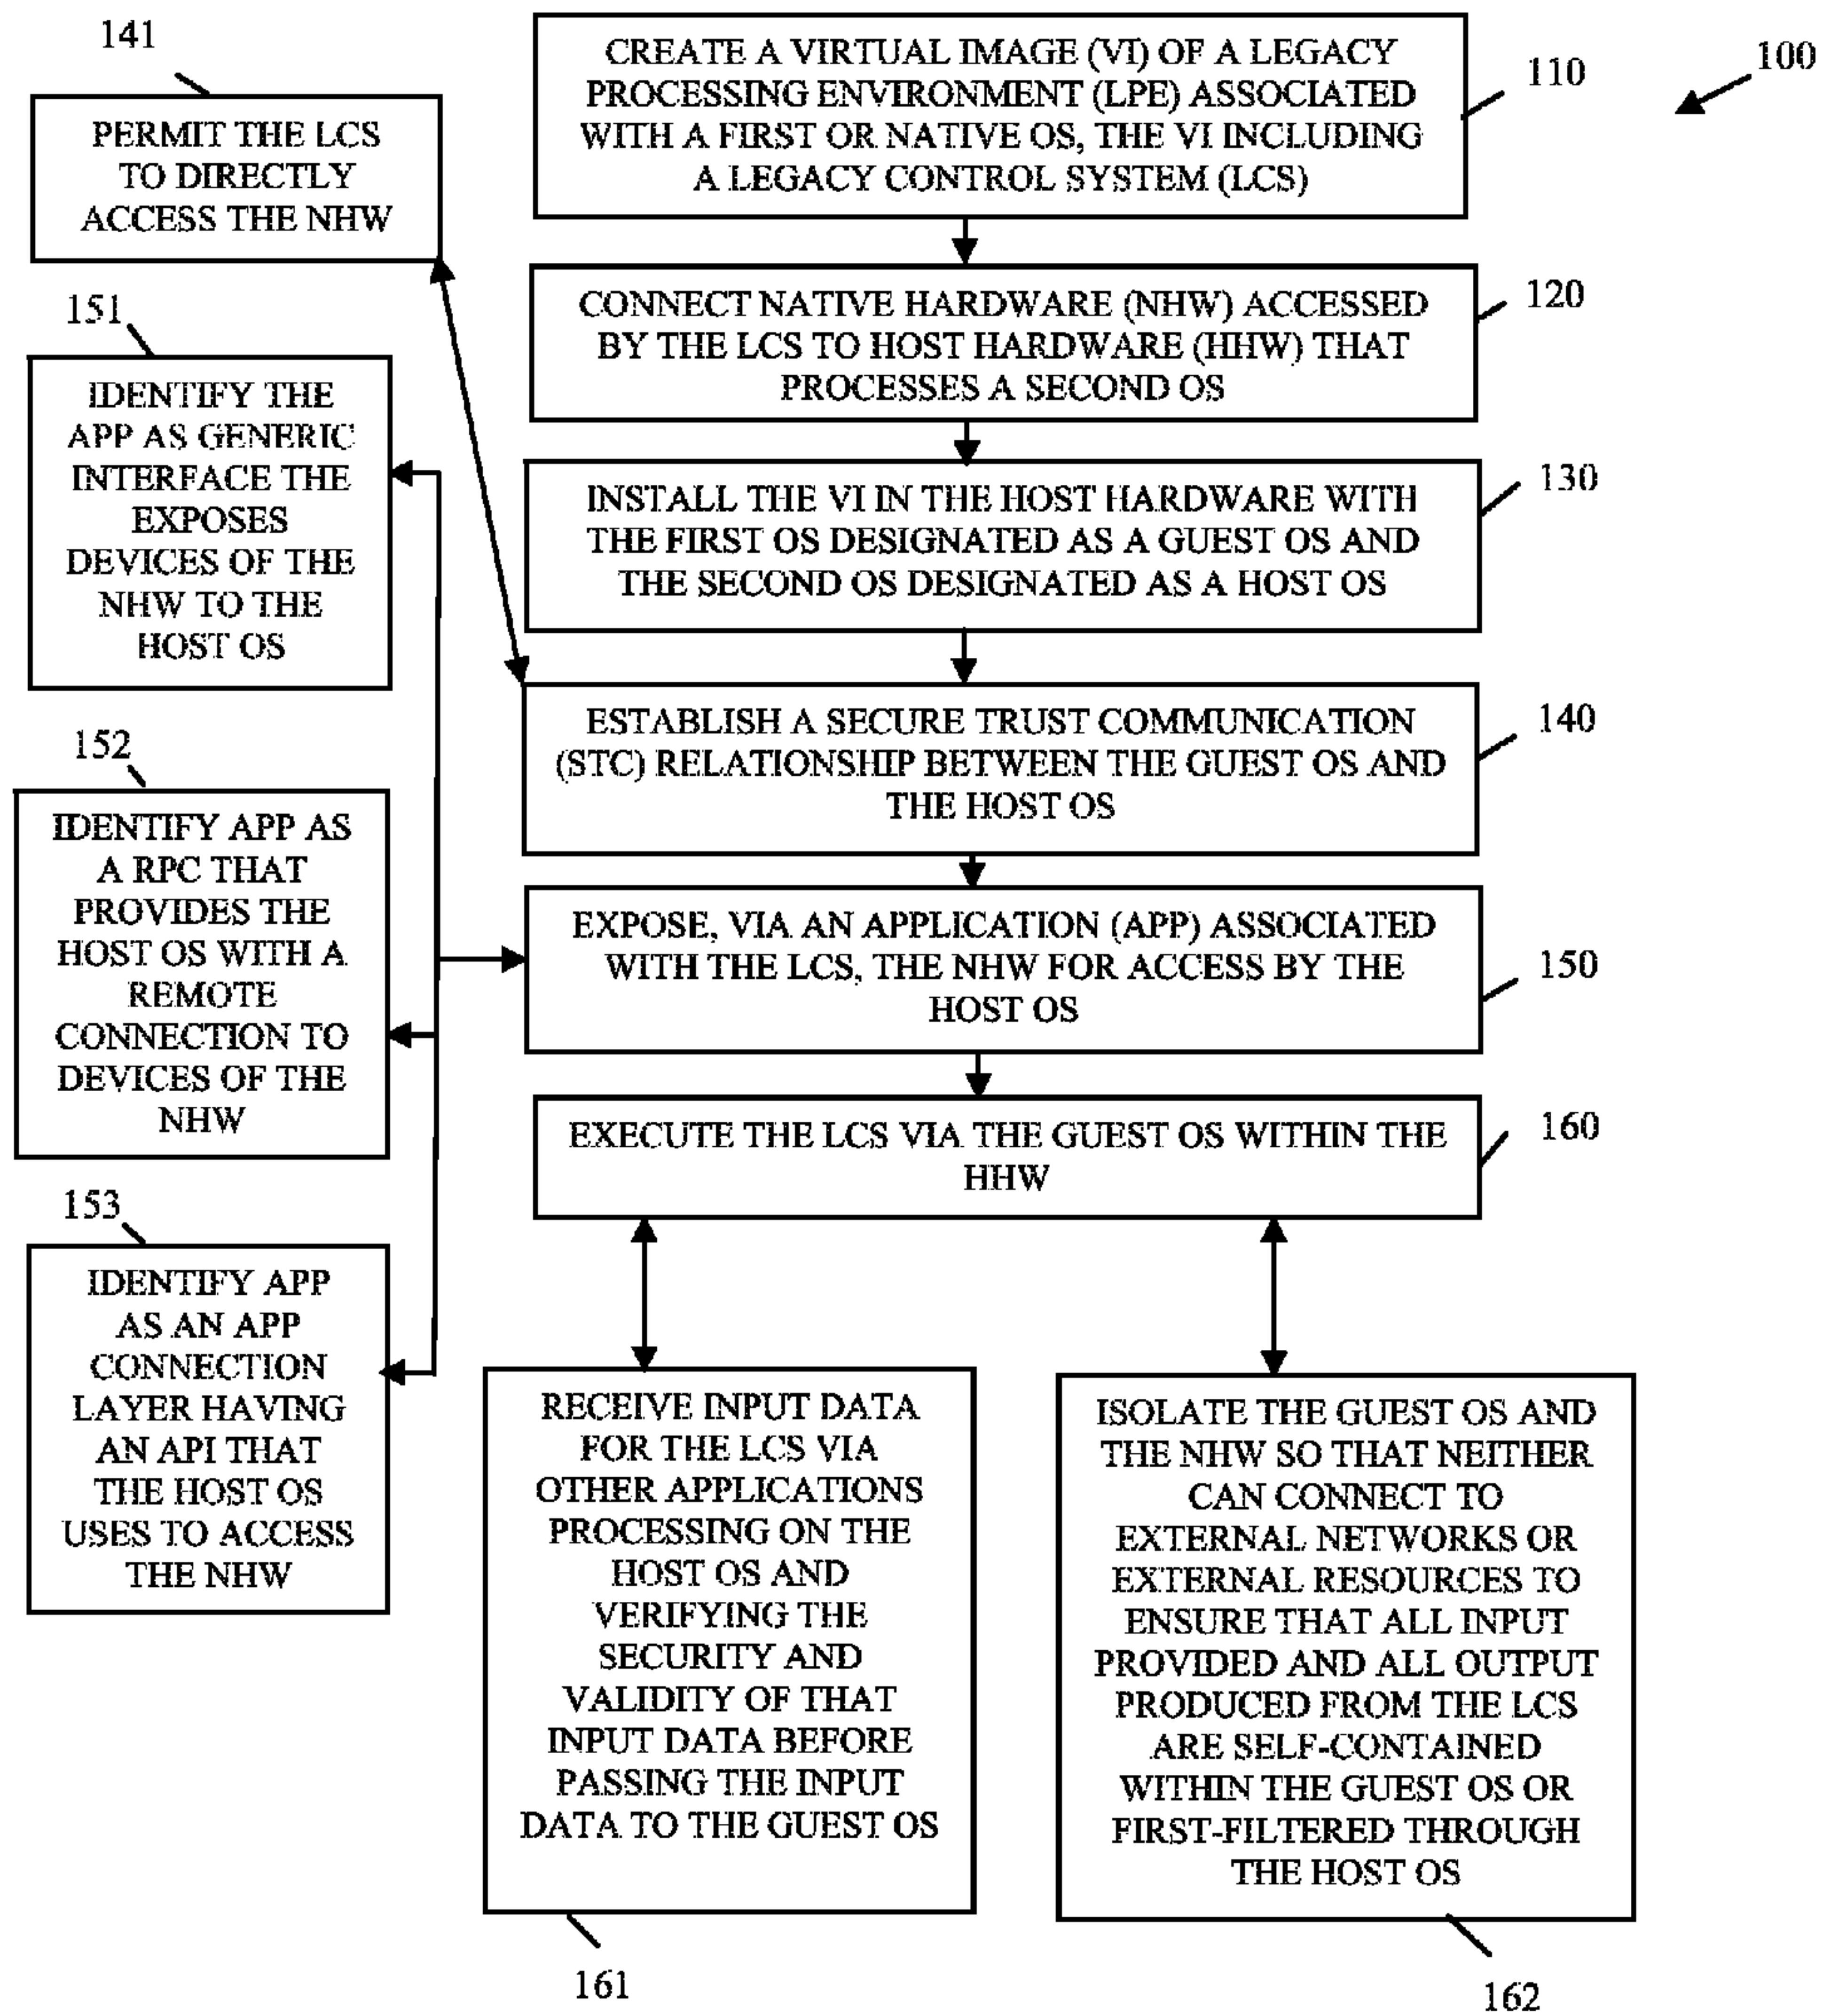 100
CREATE A VIRTUAL IMAGE (VI) OF A LEGACY
PROCESSING ENVIRONMENT (LPE) ASSOCIATED
WITH A FIRST OR NATIVE OS, THE VI INCLUDING
A LEGACY CONTROL SYSTEM (LCS)
110
CONNECT NATIVE HARDWARE (NHW) ACCESSED
BY THE LCS TO HOST HARDWARE (HHW) THAT
PROCESSES A SECOND OS
120
INSTALL THE VI IN THE HOST HARDWARE WITH
THE FIRST OS DESIGNATED AS A GUEST OS AND
THE SECOND OS DESIGNATED AS A HOST OS
130
ESTABLISH A SECURE TRUST COMMUNICATION
(STC) RELATIONSHIP BETWEEN THE GUEST OS AND
THE HOST OS
140
141
PERMIT THE LCS
TO DIRECTLY
ACCESS THE NHW
EXPOSE, VIA AN APPLICATION (APP) ASSOCIATED
WITH THE LCS, THE NHW FOR ACCESS BY THE
HOST OS
150
151
IDENTIFY THE
APP AS GENERIC
INTERFACE THE
EXPOSES
DEVICES OF THE
NHW TO THE
HOST OS
152
IDENTIFY APP AS
A RPC THAT
PROVIDES THE
HOST OS WITH A
REMOTE
CONNECTION TO
DEVICES OF THE
NHW
153
IDENTIFY APP
AS AN APP
CONNECTION
LAYER HAVING
AN API THAT
THE HOST OS
USES TO ACCESS
THE NHW
EXECUTE THE LCS VIA THE GUEST OS WITHIN THE
HHW
160
RECEIVE INPUT DATA
FOR THE LCS VIA
OTHER APPLICATIONS
PROCESSING ON THE
HOST OS AND
VERIFYING THE
SECURITY AND
VALIDITY OF THAT
INPUT DATA BEFORE
PASSING THE INPUT
DATA TO THE GUEST OS
161
ISOLATE THE GUEST OS AND
THE NHW SO THAT NEITHER
CAN CONNECT TO
EXTERNAL NETWORKS OR
EXTERNAL RESOURCES TO
ENSURE THAT ALL INPUT
PROVIDED AND ALL OUTPUT
PRODUCED FROM THE LCS
ARE SELF-CONTAINED
WITHIN THE GUEST OS OR
FIRST-FILTERED THROUGH
THE HOST OS
162